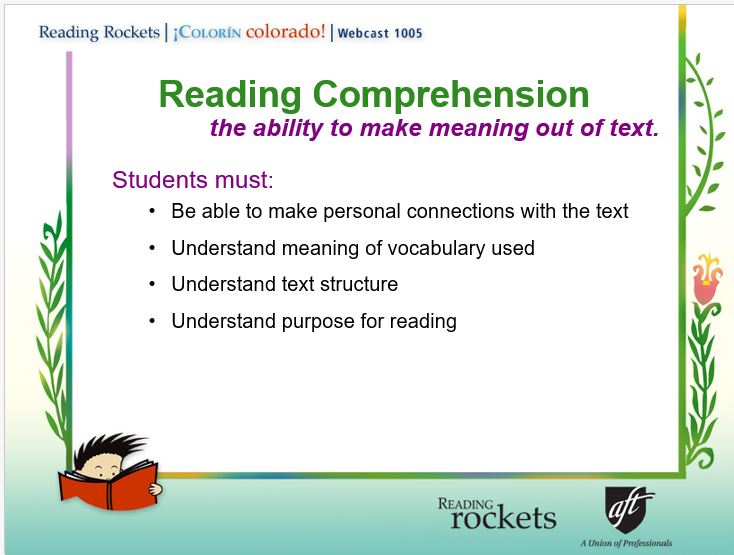 Reading Rockets | ¡COLORÍN colorado! | Webcast 1005
Reading Comprehension
the ability to make meaning out of text.
Students must:
• Be able to make personal connections with the text
• Understand meaning of vocabulary used
• Understand text structure
• Understand purpose for reading
READING
rockets
aft
A Union of Professionals